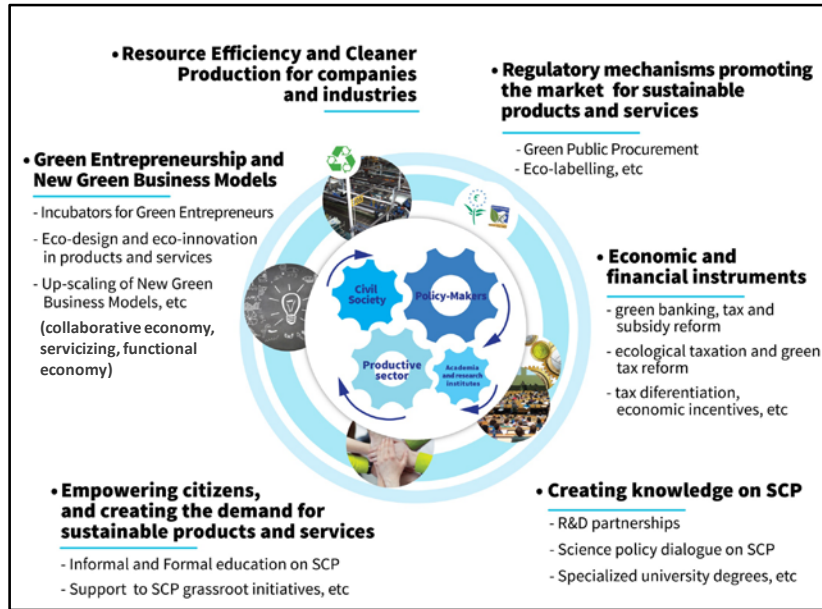 • Resource Efficiency and Cleaner
Production for companies
and industries
• Regulatory mechanisms promoting
the market for sustainable
products and services
- Green Public Procurement
- Eco-labelling, etc
• Green Entrepreneurship and
New Green Business Models
- Incubators for Green Entrepreneurs
- Eco-design and eco-innovation
in products and services
- Up-scaling of New Green
Business Models, etc
(collaborative economy,
servicizing, functional
economy)
Civil
Society
Policy-Makers
Productive
sector
Academia
and research
institutes
• Economic and
financial instruments
- green banking, tax and
subsidy reform
- ecological taxation and green
tax reform
- tax diferentiation,
economic incentives, etc
• Empowering citizens,
and creating the demand for
sustainable products and services
- Informal and Formal education on SCP
- Support to SCP grassroot initiatives, etc
• Creating knowledge on SCP
- R&D partnerships
- Science policy dialogue on SCP
- Specialized university degrees, etc